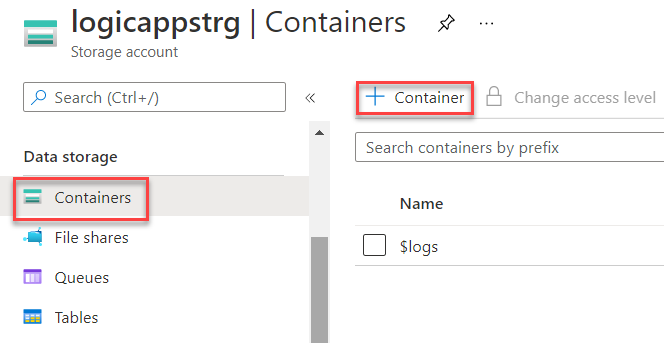 logicappstrg | Containers
Storage account
Search (Ctrl+/)
«
Data storage
Containers
File shares
Queues
Tables
+ Container
Change access level
Search containers by prefix
Name
$logs